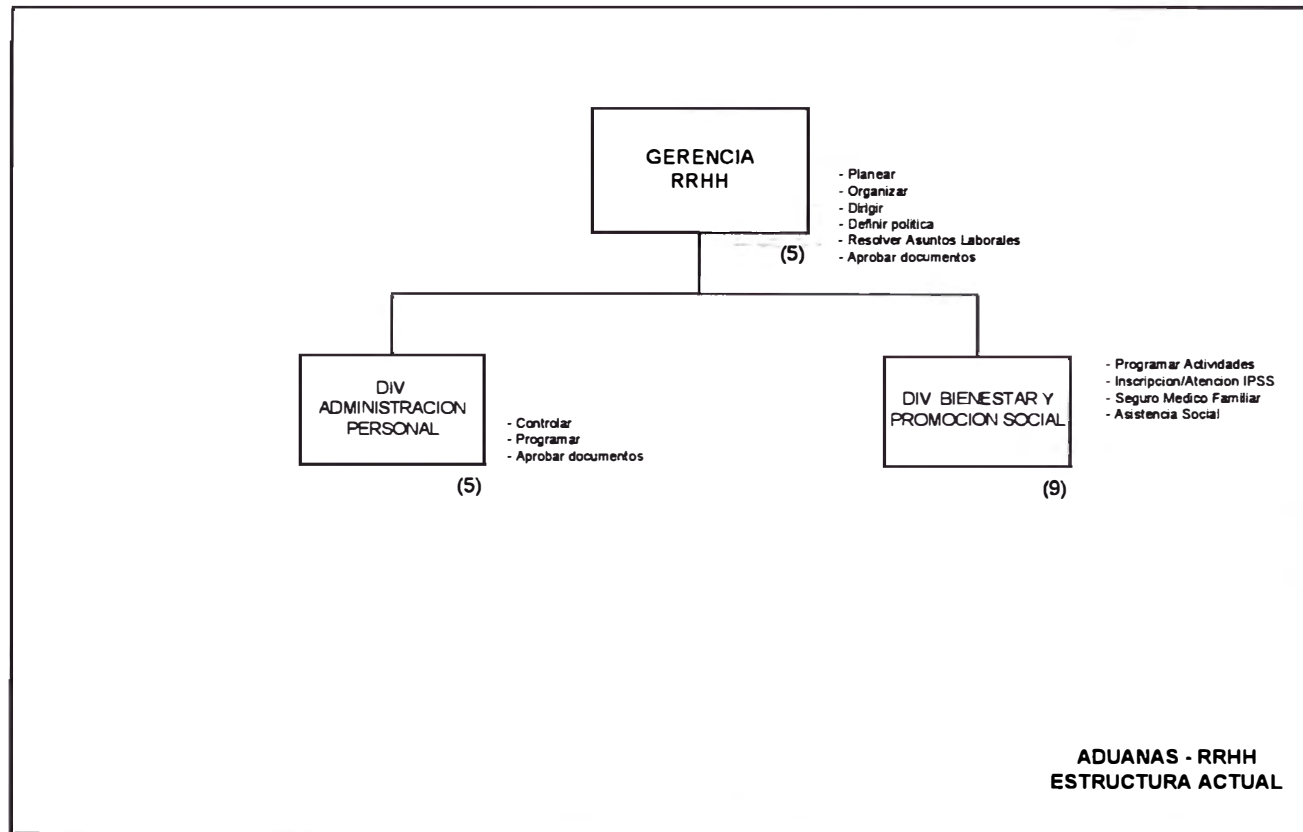 GERENCIA
RRHH
(5)
- Planear
- Organizar
- Dirigir
- Definir política
- Resolver Asuntos Laborales
- Aprobar documentos
DIV
ADMINISTRACION
PERSONAL
(5)
- Controlar
- Programar
- Aprobar documentos
DIV BIENESTAR Y
PROMOCION SOCIAL
(9)
- Programar Actividades
- Inscripcion/Atencion IPSS
- Seguro Medico Familiar
- Asistencia Social
ADUANAS - RRHH
ESTRUCTURA ACTUAL